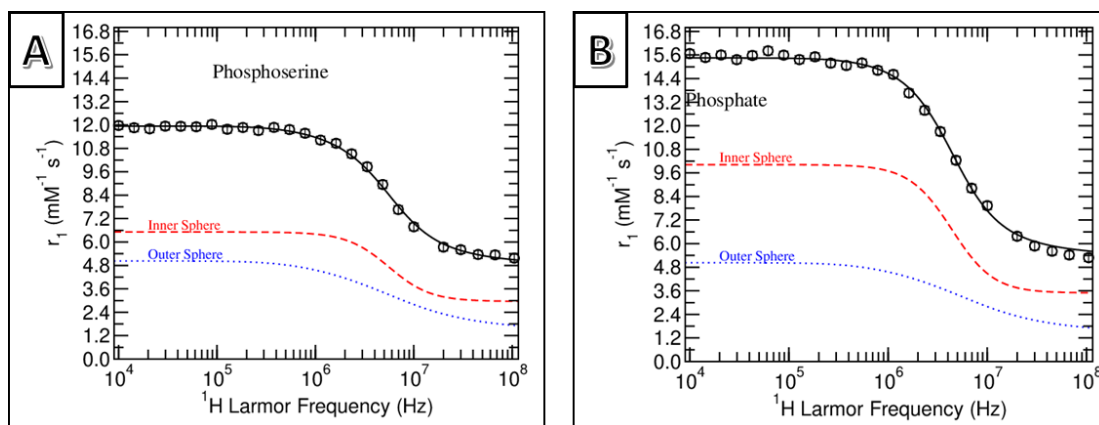 A
Phosphoserine
16.8
15.6
14.4
13.2
12.0
10.8
9.6
8.4
7.2
6.0
4.8
3.6
2.4
1.2
0.0
r1 (mM-1 s-1)
Inner Sphere
Outer Sphere
10^4 10^5 10^6 10^7 10^8
1H Larmor Frequency (Hz)
B
Phosphate
16.8
15.6
14.4
13.2
12.0
10.8
9.6
8.4
7.2
6.0
4.8
3.6
2.4
1.2
0.0
r1 (mM-1 s-1)
Inner Sphere
Outer Sphere
10^4 10^5 10^6 10^7 10^8
1H Larmor Frequency (Hz)